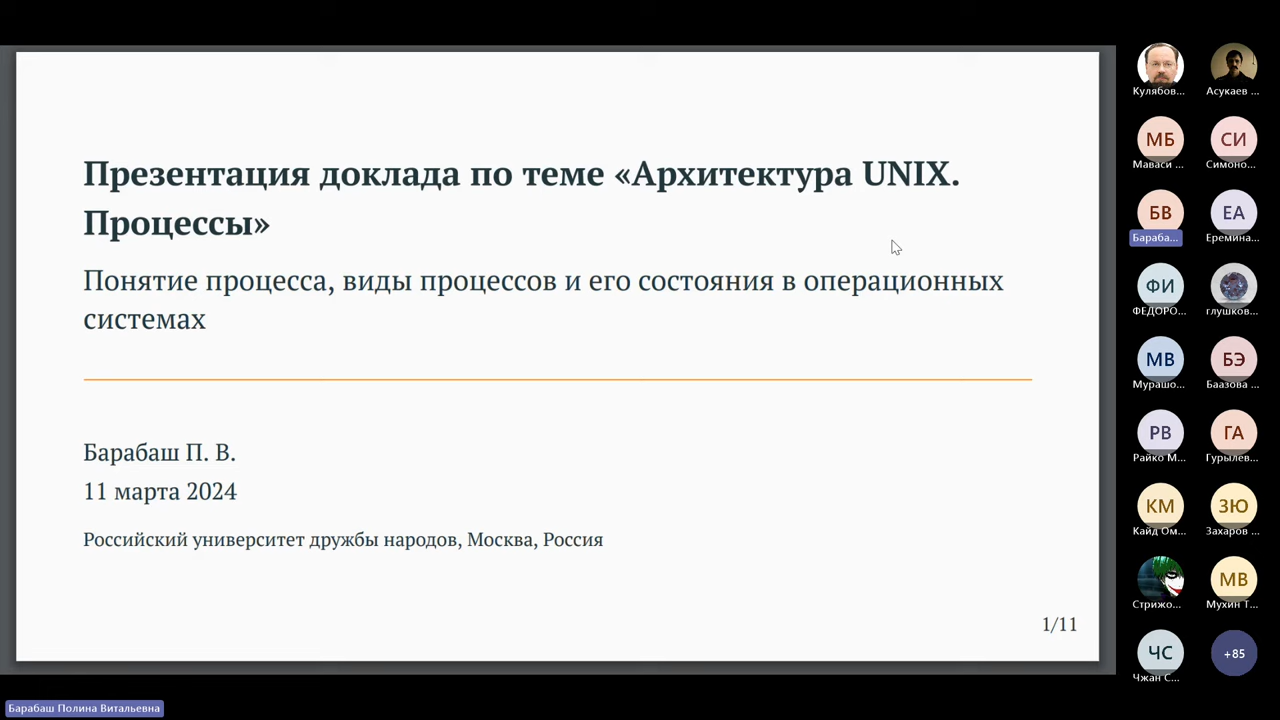 Презентация доклада по теме «Архитектура UNIX.
Процессы»
Понятие процесса, виды процессов и его состояния в операционных
системах
Барабаш П. В.
11 марта 2024
Российский университет дружбы народов, Москва, Россия
1/11
Кулябов...
Асукаев ...
МБ
Маваси ...
СИ
Симоно...
БВ
Бараба...
ЕА
Еремина...
ФИ
ФЕДОРО...
глушков...
МВ
Мурашо...
БЭ
Баазова ...
РВ
Райко М...
ГА
Гурылев...
КМ
Кайд Ом...
ЗЮ
Захаров ...
Стрижо...
МВ
Мухин Т...
ЧС
Чжан С...
+85
Барабаш Полина Витальевна